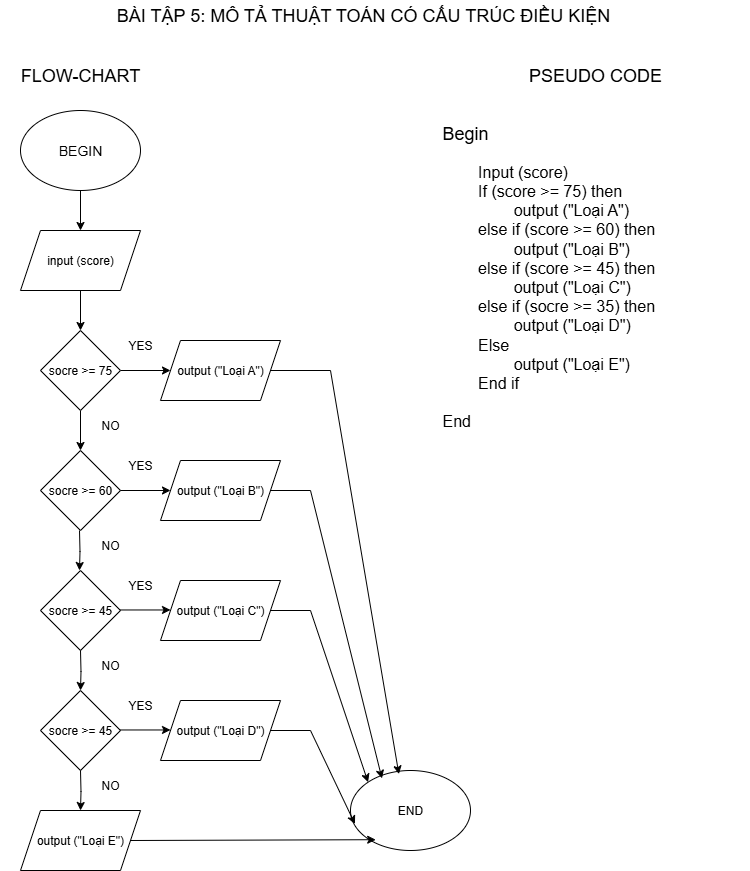 BÀI TẬP 5: MÔ TẢ THUẬT TOÁN CÓ CẤU TRÚC ĐIỀU KIỆN
FLOW-CHART
BEGIN
input (score)
socre >= 75
YES
output ("Loại A")
NO
socre >= 60
YES
output ("Loại B")
NO
socre >= 45
YES
output ("Loại C")
NO
socre >= 45
YES
output ("Loại D")
NO
output ("Loại E")
END
PSEUDO CODE
Begin
Input (score)
If (score >= 75) then
output ("Loại A")
else if (score >= 60) then
output ("Loại B")
else if (score >= 45) then
output ("Loại C")
else if (socre >= 35) then
output ("Loại D")
Else
output ("Loại E")
End if
End